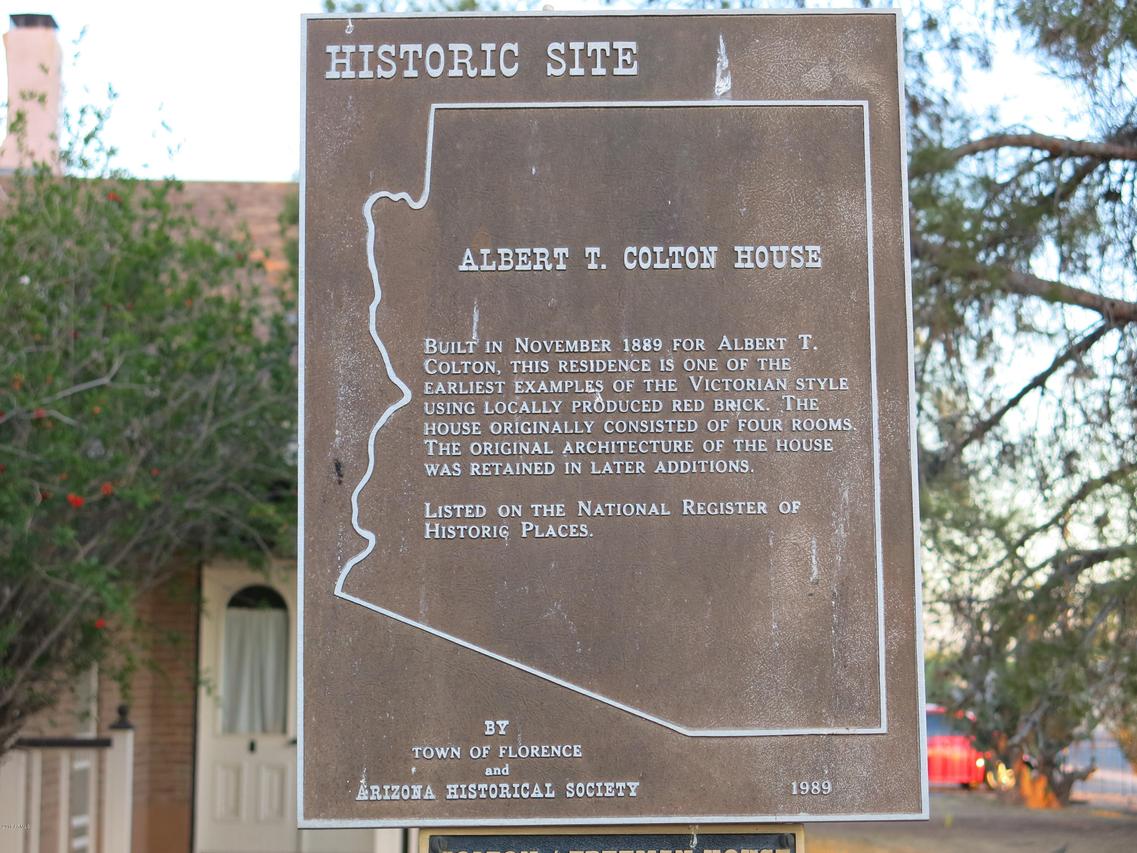 HISTORIC SITE
ALBERT T. COLTON HOUSE
BUILT IN NOVEMBER 1889 FOR ALBERT T.
COLTON, THIS RESIDENCE IS ONE OF THE
EARLIEST EXAMPLES OF THE VICTORIAN STYLE
USING LOCALLY PRODUCED RED BRICK. THE
HOUSE ORIGINALLY CONSISTED OF FOUR ROOMS.
THE ORIGINAL ARCHITECTURE OF THE HOUSE
WAS RETAINED IN LATER ADDITIONS.
LISTED ON THE NATIONAL REGISTER OF
HISTORIC PLACES.
BY
TOWN OF FLORENCE
and
ARIZONA HISTORICAL SOCIETY
1989
COLTON / FREEMAN HOUSE